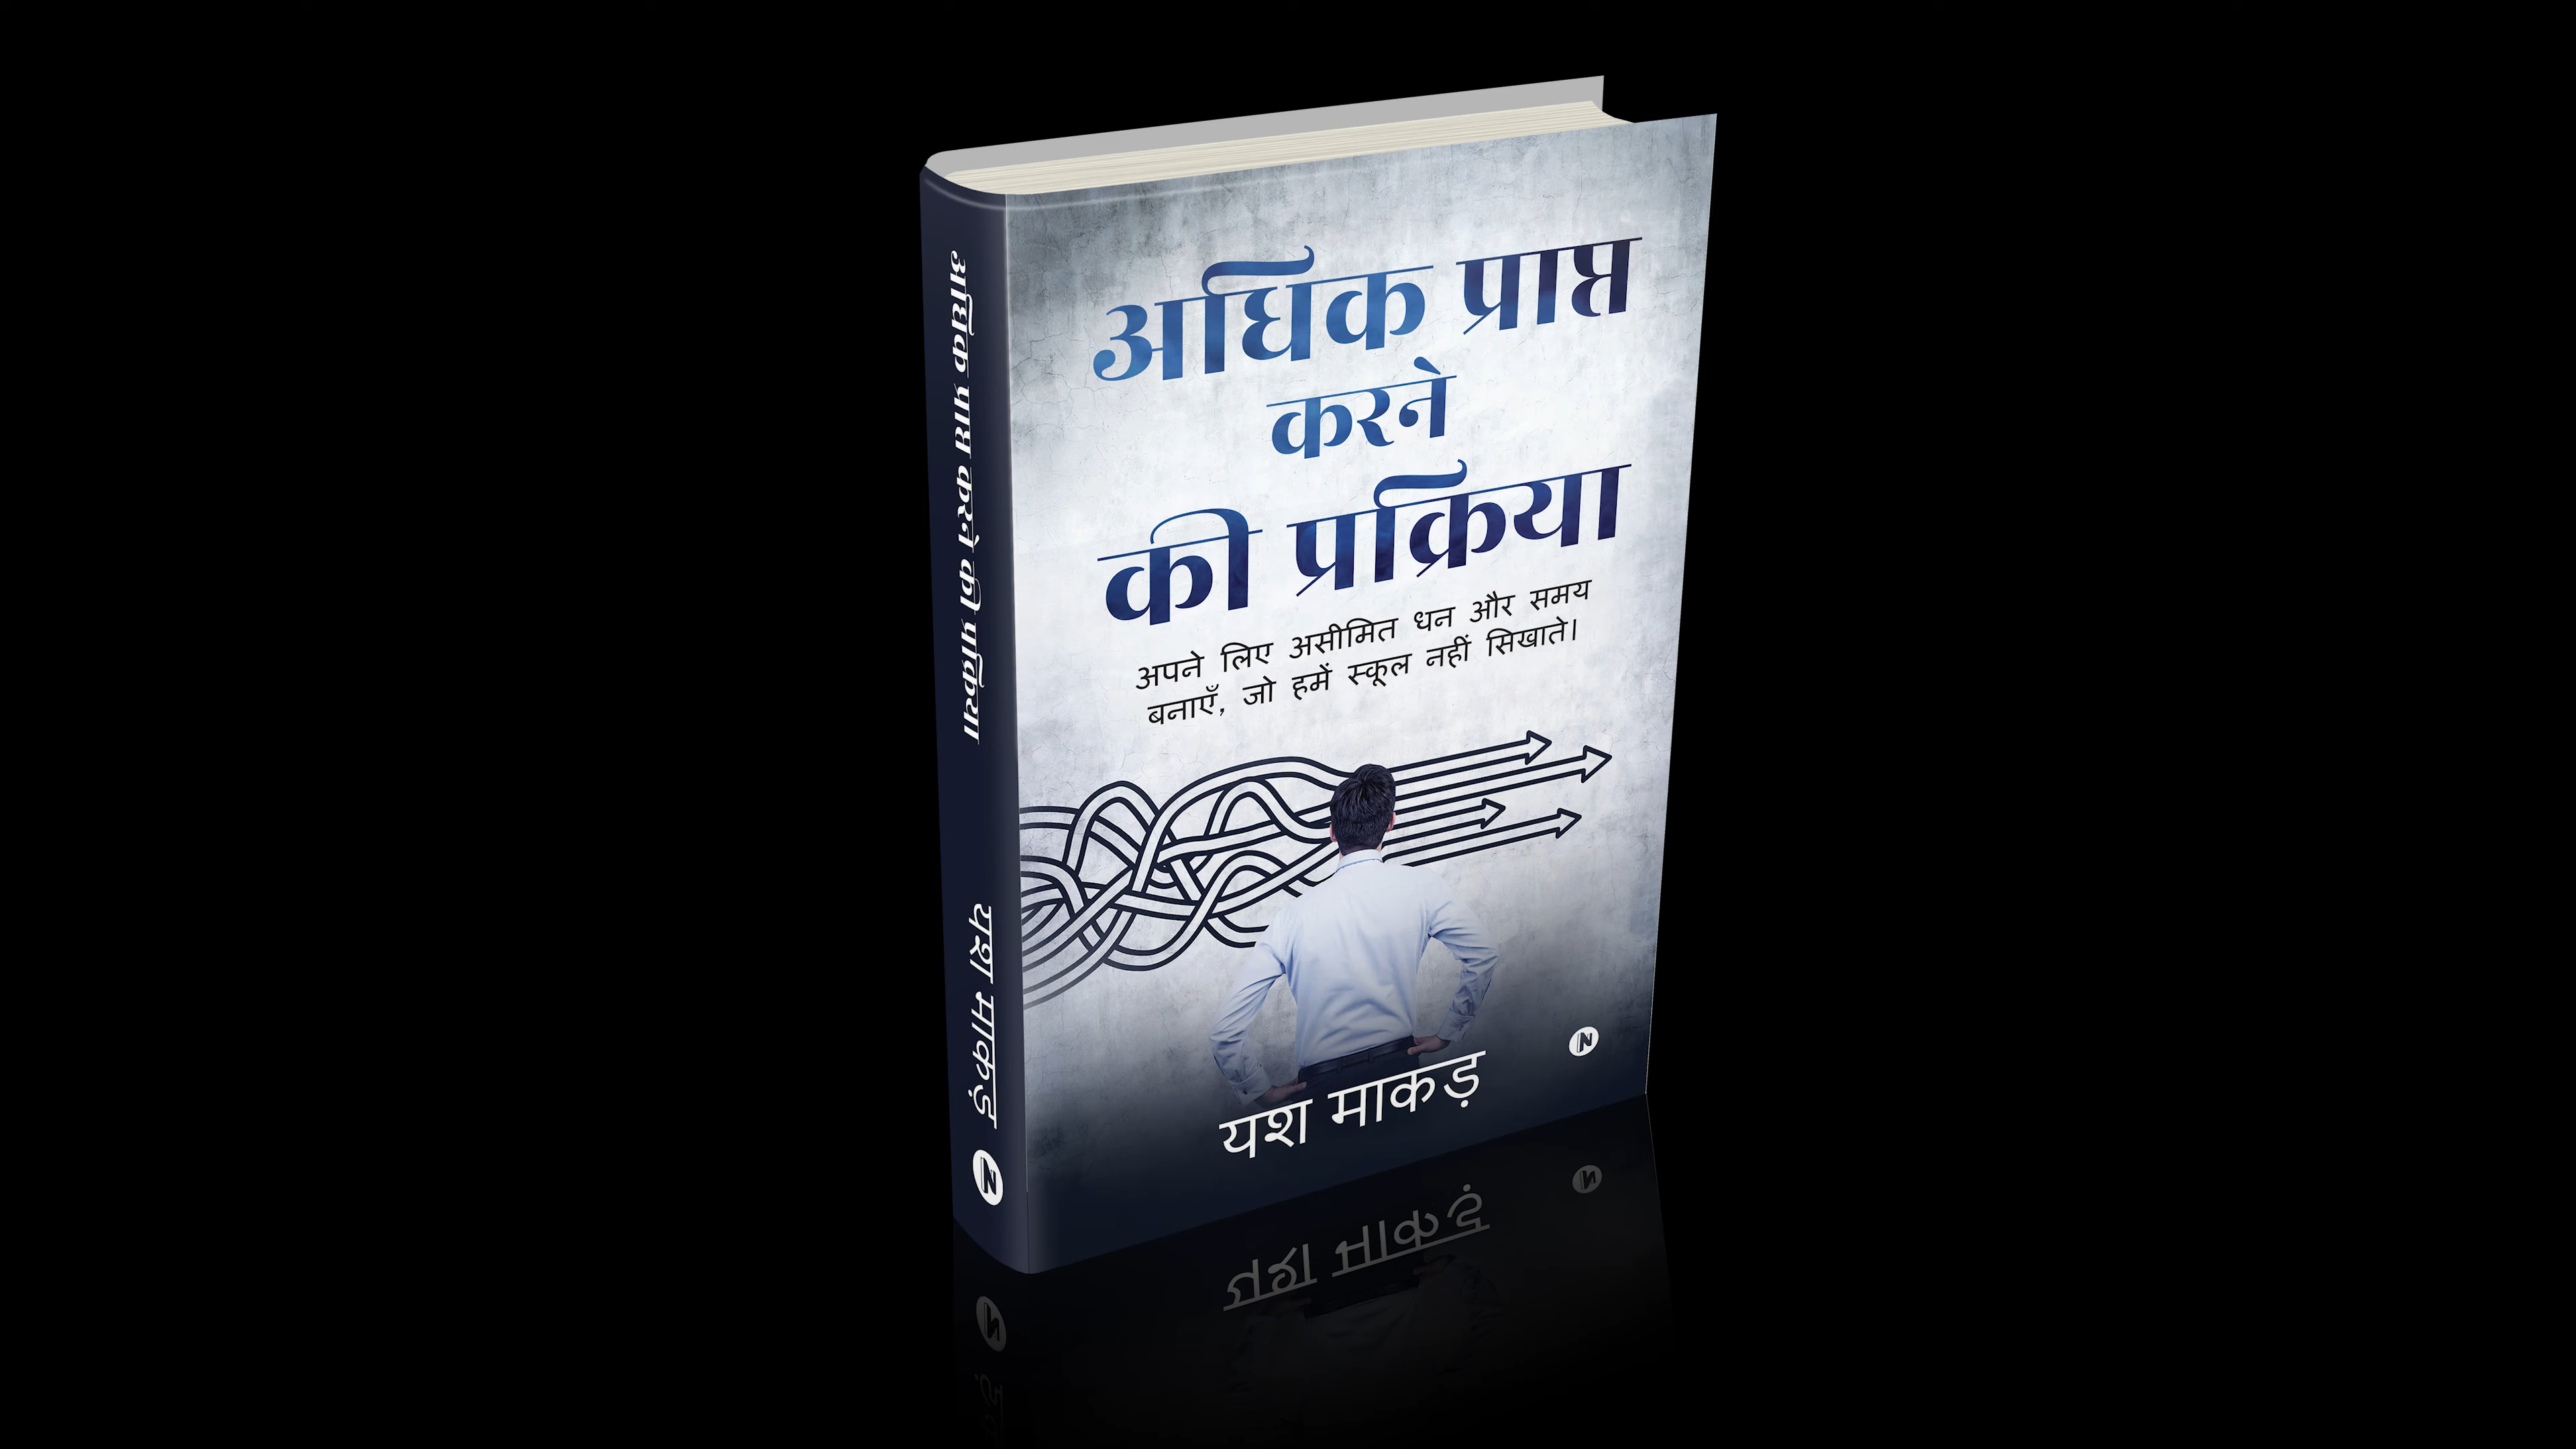 अधिक प्राप्त
करने
की प्रक्रिया
अपने लिए असीमित धन और समय
बनाएँ, जो हमें स्कूल नहीं सिखाते।
यश माकड़
N
अधिक प्राप्त करने की प्रक्रिया
यश माकड़
N